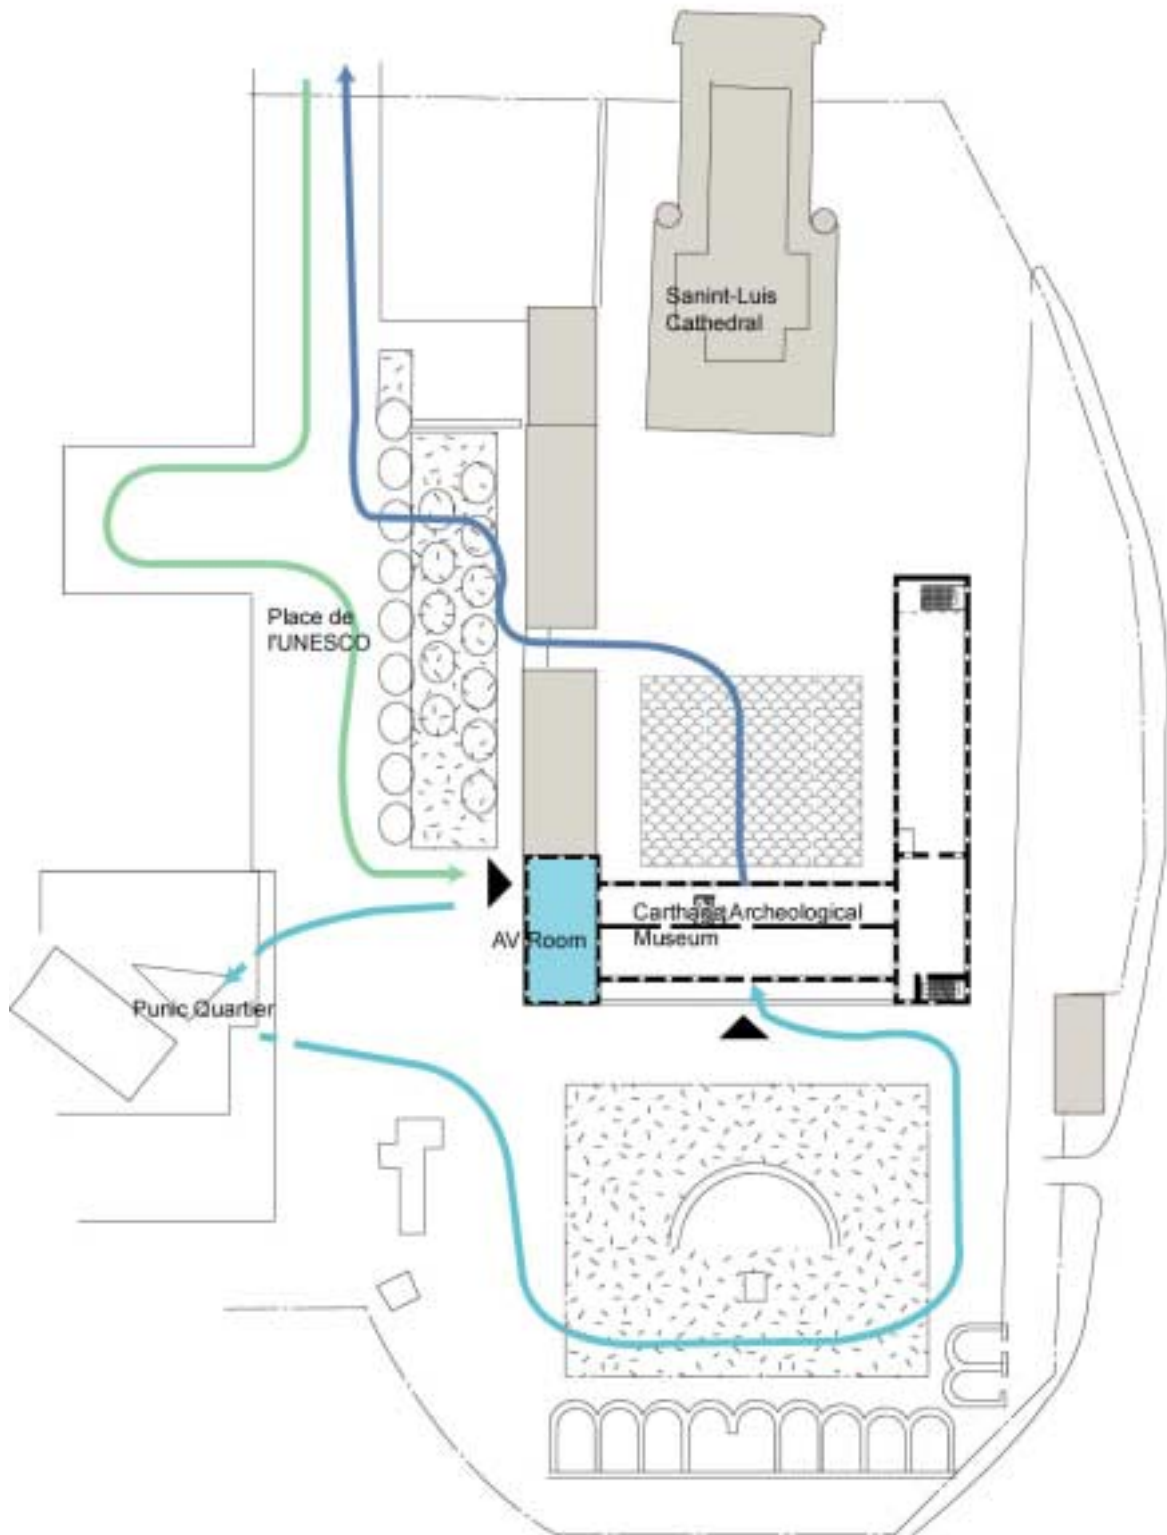 Sanint-Luis
Cathedral
Place de
l'UNESCO
Carthage Archeological
Museum
AV Room
Punic Quartier